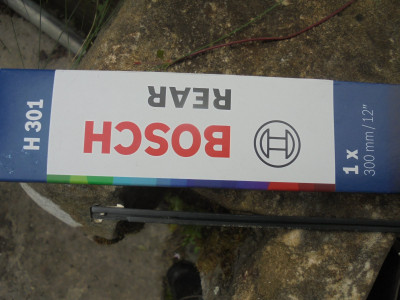 H 301
BOSCH
REAR
1 x
300 mm/12"